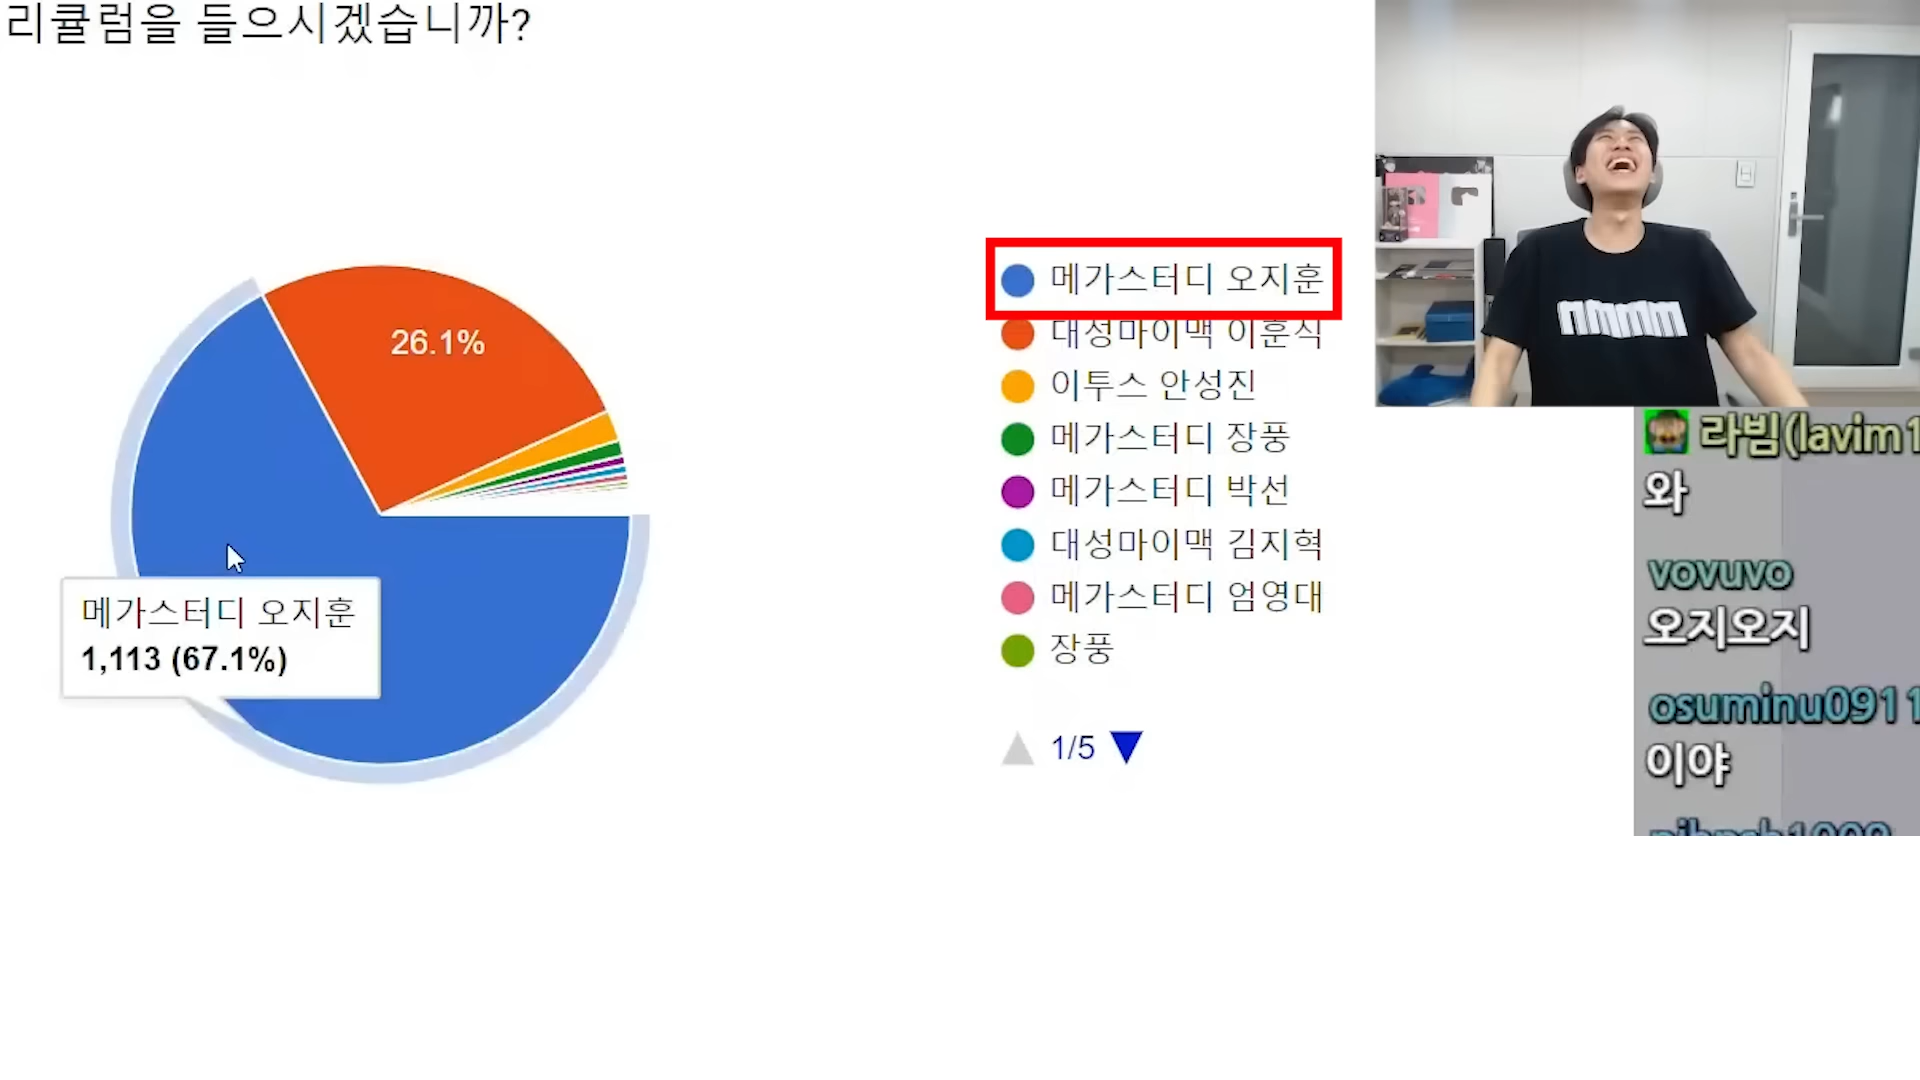 리큘럼을 들으시겠습니까?
26.1%
메가스터디 오지훈
1,113 (67.1%)
메가스터디 오지훈
대성마이맥 이훈식
이투스 안성진
메가스터디 장풍
메가스터디 박선
대성마이맥 김지혁
메가스터디 엄영대
장풍
1/5
라빔(lavim1
와
vovuvo
오지오지
osuminu0911
이야